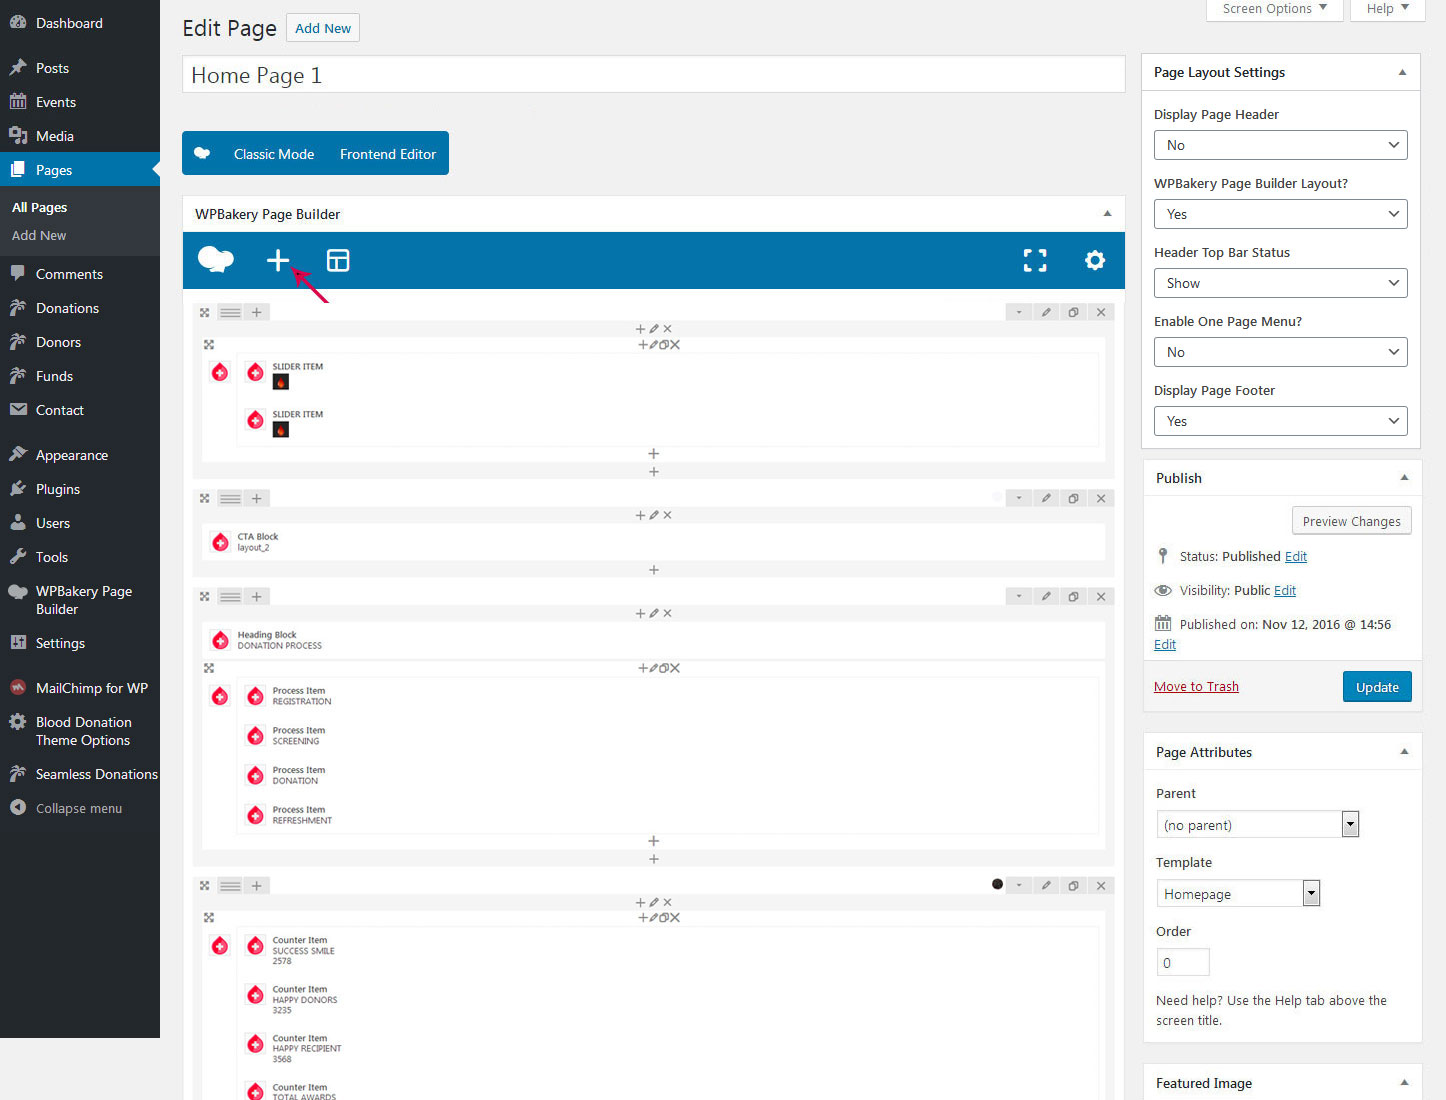 Dashboard
Posts
Events
Media
Pages
All Pages
Add New
Comments
Donations
Donors
Funds
Contact
Appearance
Plugins
Users
Tools
WPBakery Page
Builder
Settings
MailChimp for WP
Blood Donation
Theme Options
Seamless Donations
Collapse menu
Screen Options
Help
Edit Page
Add New
Home Page 1
Classic Mode
Frontend Editor
WPBakery Page Builder
SLIDER ITEM
SLIDER ITEM
CTA Block
layout_2
Heading Block
DONATION PROCESS
Process Item
REGISTRATION
Process Item
SCREENING
Process Item
DONATION
Process Item
REFRESHMENT
Counter Item
SUCCESS SMILE
2578
Counter Item
HAPPY DONORS
3235
Counter Item
HAPPY RECIPIENT
3568
Counter Item
TOTAL AWARDS
Page Layout Settings
Display Page Header
No
WPBakery Page Builder Layout?
Yes
Header Top Bar Status
Show
Enable One Page Menu?
No
Display Page Footer
Yes
Publish
Preview Changes
Status: Published Edit
Visibility: Public Edit
Published on: Nov 12, 2016 @ 14:56
Edit
Move to Trash
Update
Page Attributes
Parent
(no parent)
Template
Homepage
Order
0
Need help? Use the Help tab above the
screen title.
Featured Image